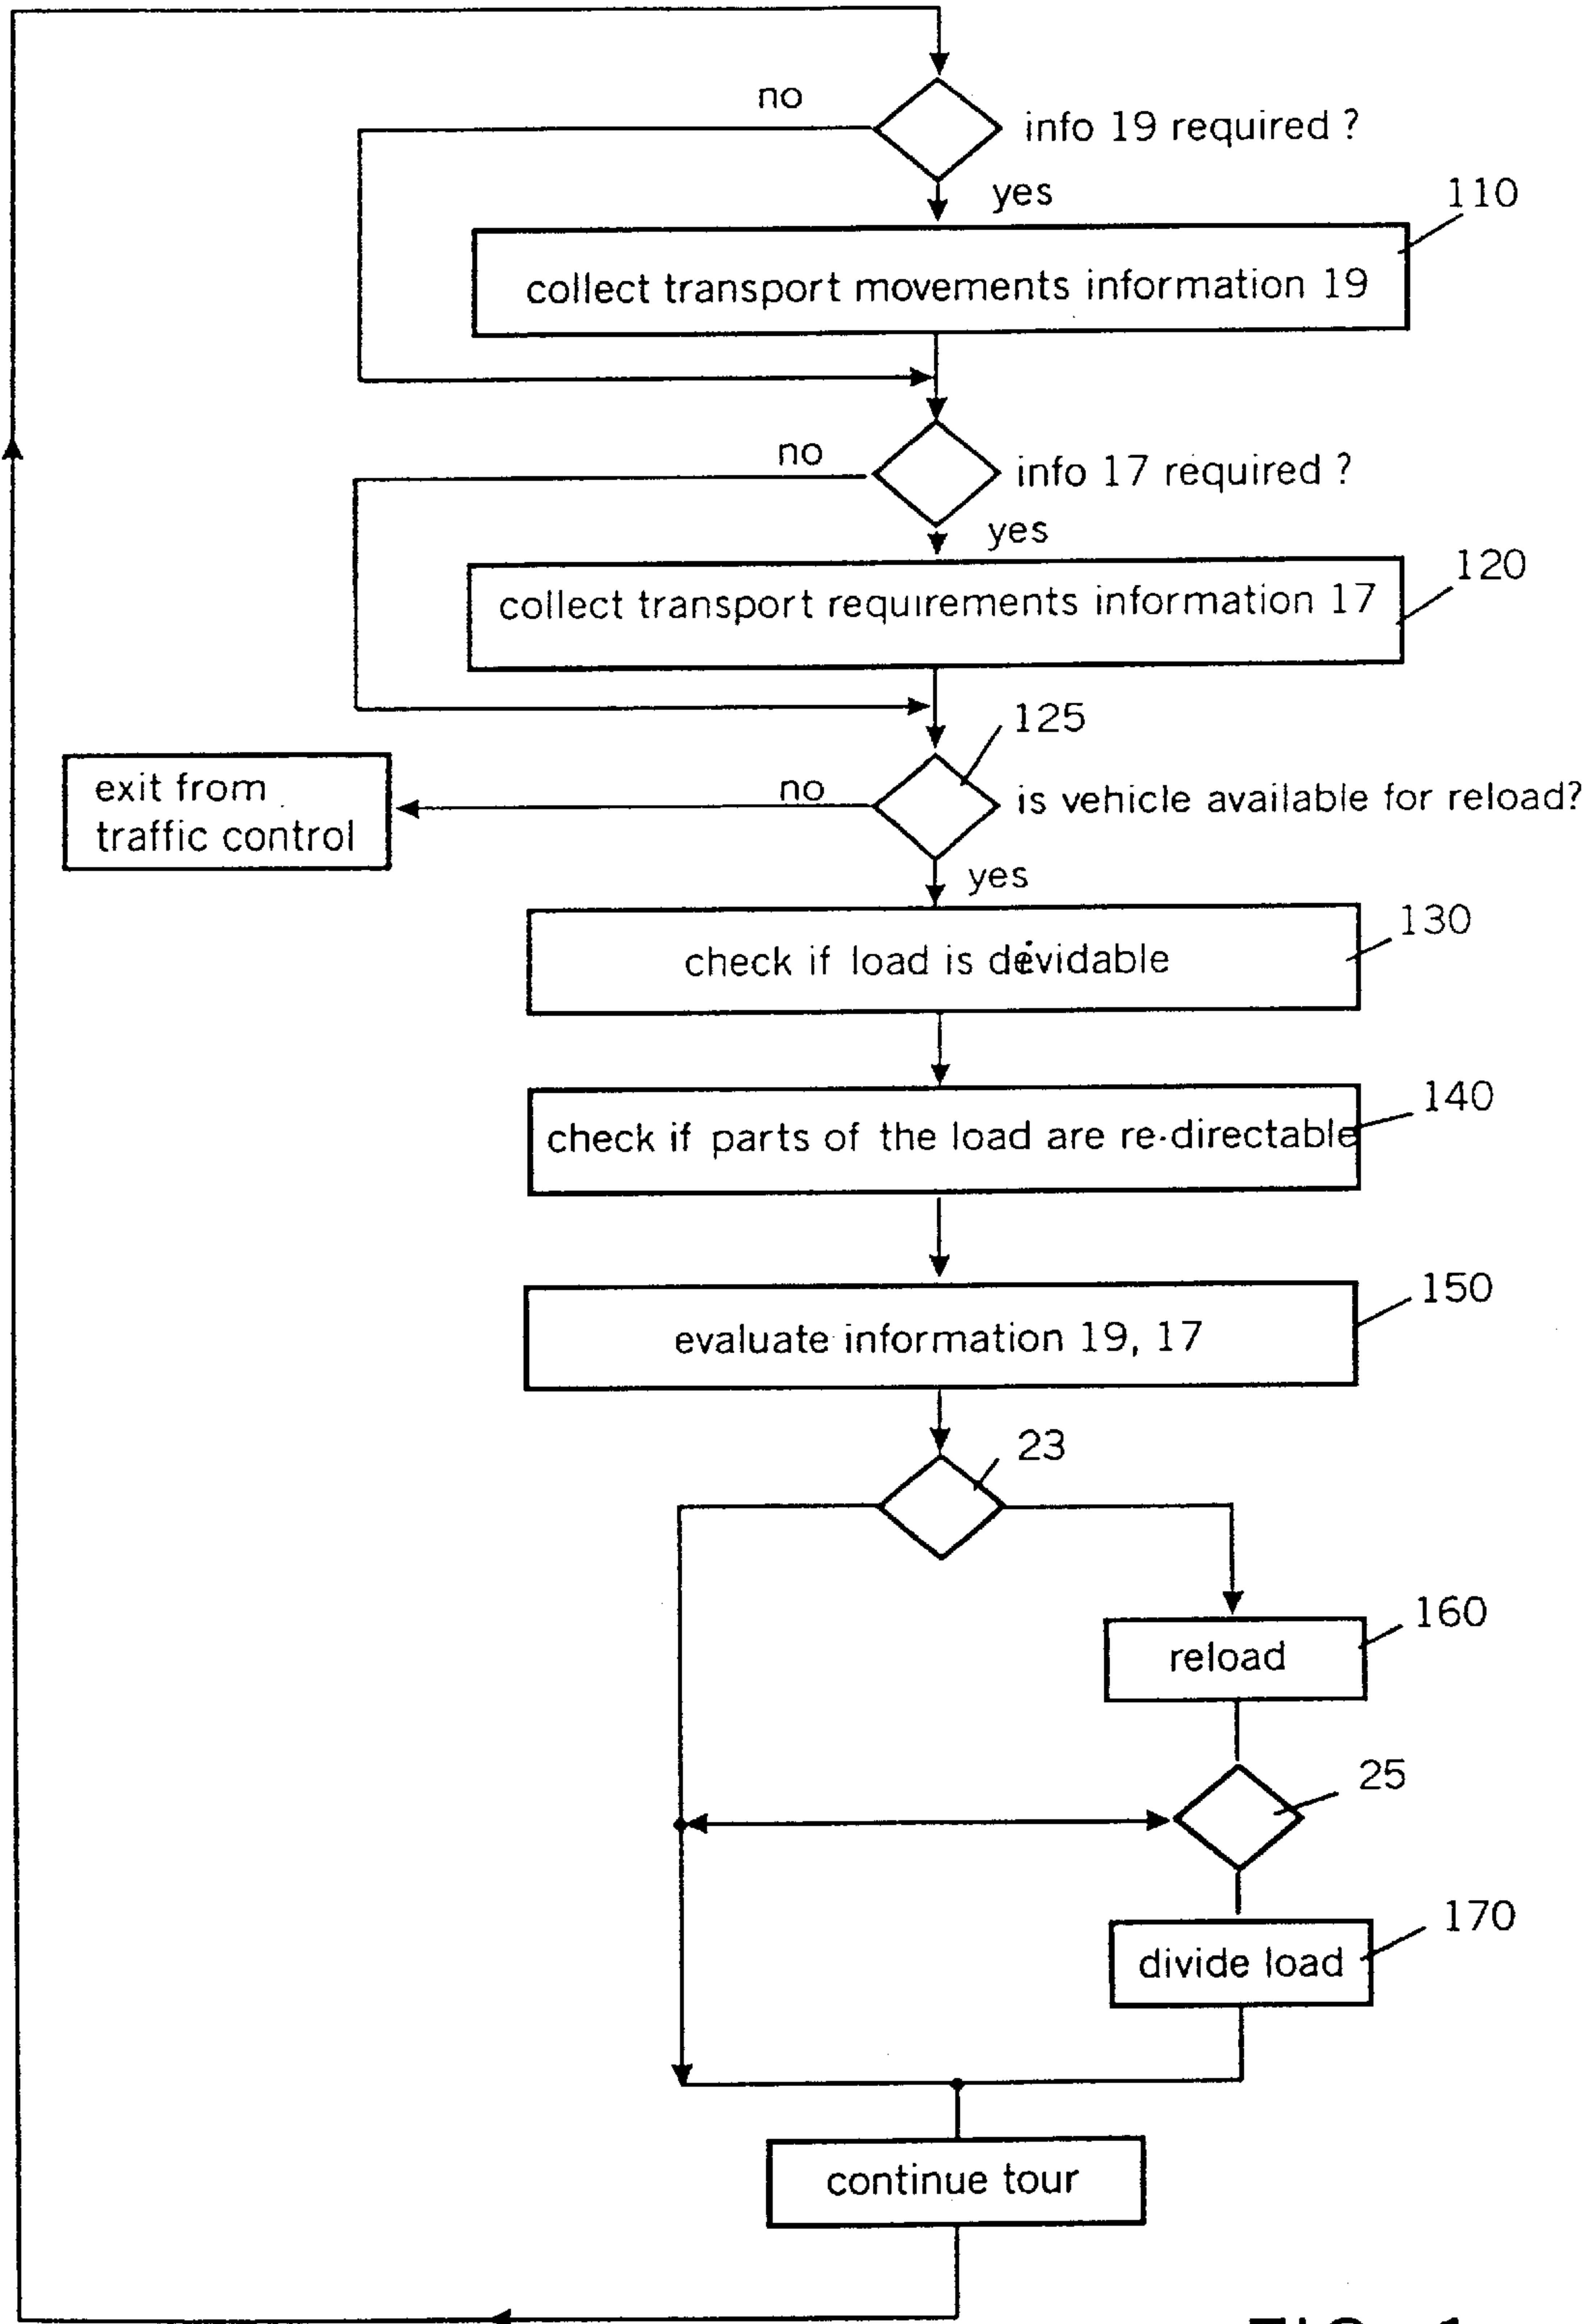 no
info 19 required ?
yes
110
collect transport movements information 19
no
info 17 required ?
yes
120
collect transport requirements information 17
125
exit from
traffic control
no
is vehicle available for reload?
yes
130
check if load is devidable
140
check if parts of the load are re-directable
150
evaluate information 19, 17
23
160
reload
25
170
divide load
continue tour